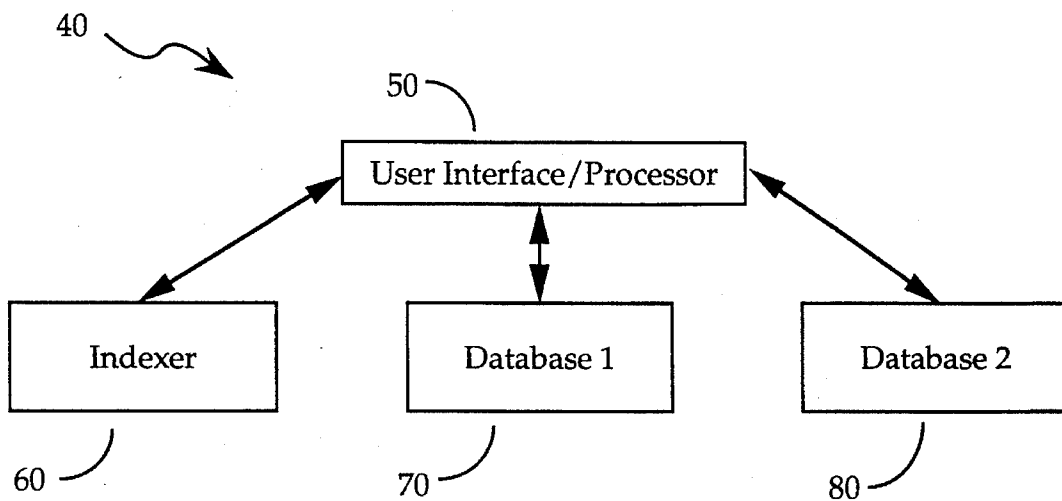 40
50
User Interface/Processor
Indexer
Database 1
Database 2
60
70
80